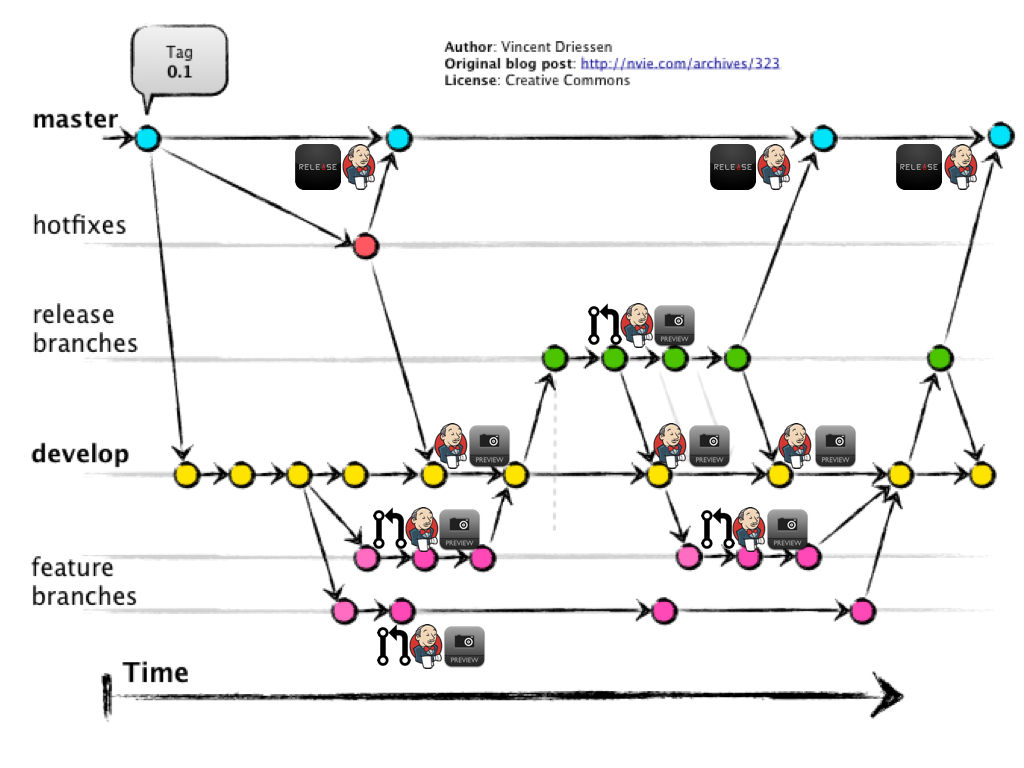 Tag
0.1
Author: Vincent Driessen
Original blog post: http://nvie.com/archives/323
License: Creative Commons
master
RELEASE
RELEASE
RELEASE
hotfixes
release
branches
PREVIEW
develop
PREVIEW
PREVIEW
PREVIEW
PREVIEW
PREVIEW
feature
branches
PREVIEW
Time